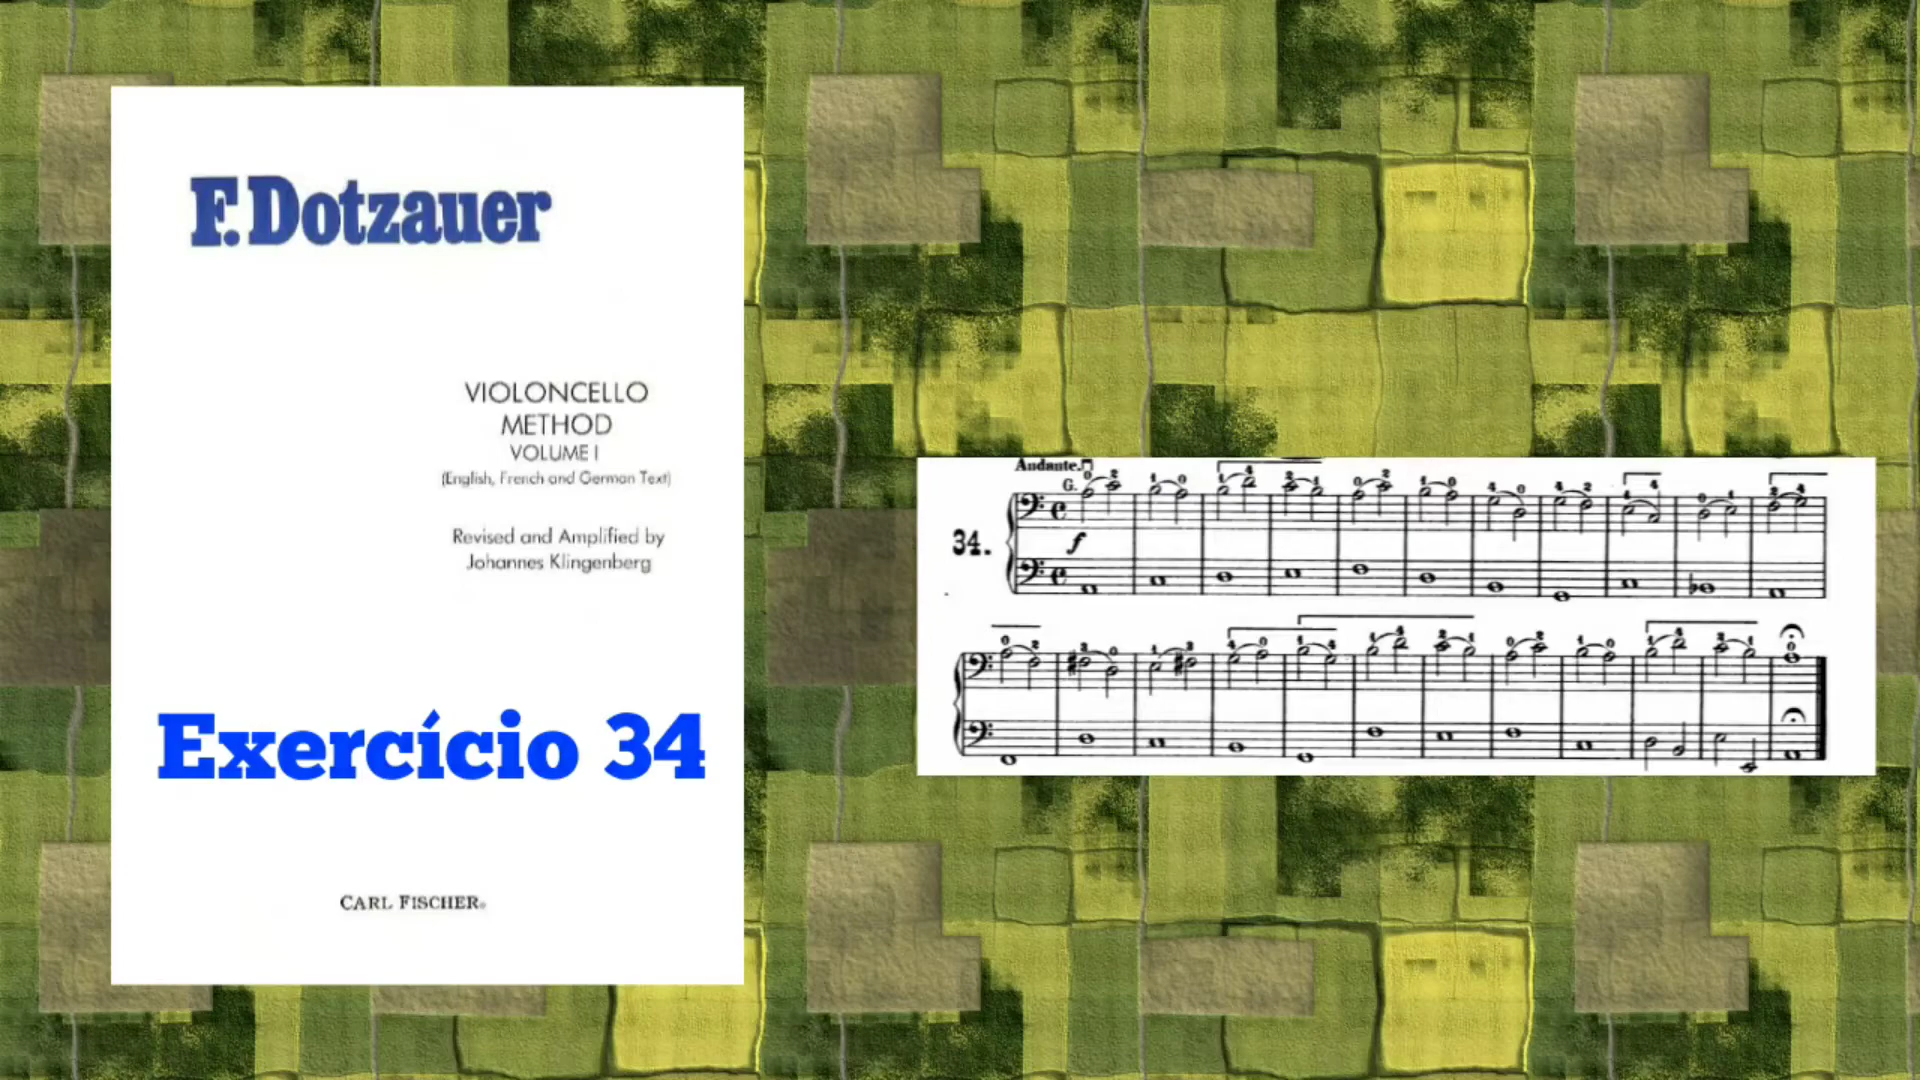 F. Dotzauer
VIOLONCELLO
METHOD
VOLUME I
(English, French and German Text)
Revised and Amplified by
Johannes Klingenberg
Exercício 34
CARL FISCHER®
Andante.
G.
34.
f